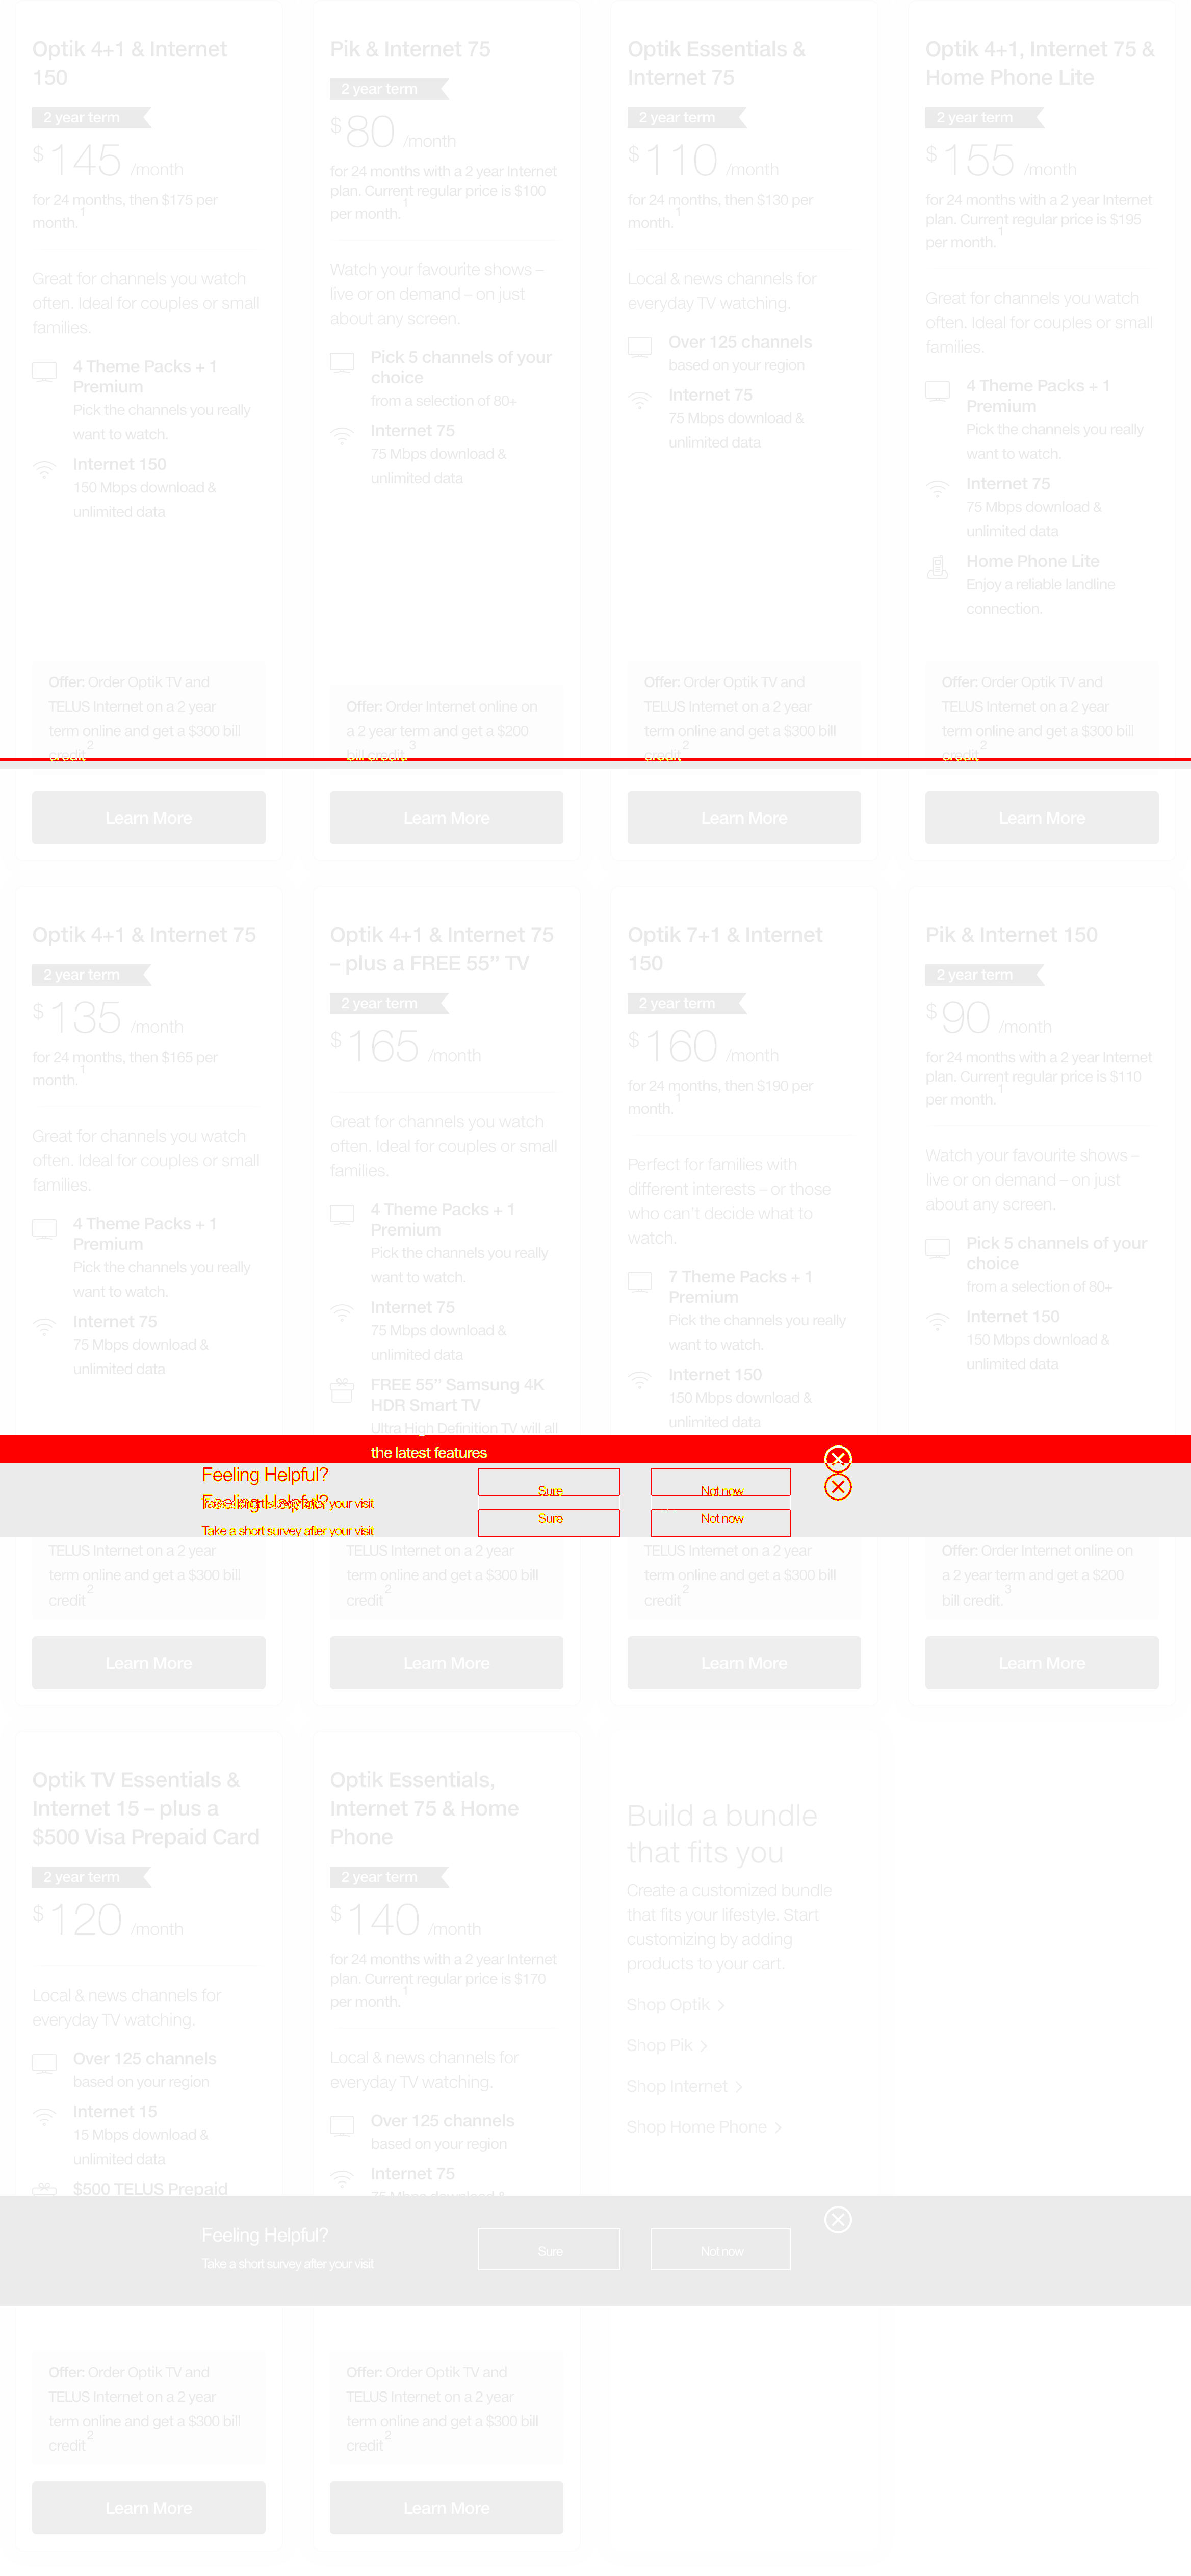 Optik 4+1 & Internet
150
2 year term
$145 /month
for 24 months, then $175 per
month.1
Great for channels you watch
often. Ideal for couples or small
families.
4 Theme Packs + 1
Premium
Pick the channels you really
want to watch.
Internet 150
150 Mbps download &
unlimited data
Offer: Order Optik TV and
TELUS Internet on a 2 year
term online and get a $300 bill
credit2
Learn More
Pik & Internet 75
2 year term
$80 /month
for 24 months with a 2 year Internet
plan. Current regular price is $100
per month.1
Watch your favourite shows –
live or on demand – on just
about any screen.
Pick 5 channels of your
choice
from a selection of 80+
Internet 75
75 Mbps download &
unlimited data
Offer: Order Internet online on
a 2 year term and get a $200
bill credit.3
Learn More
Optik Essentials &
Internet 75
2 year term
$110 /month
for 24 months, then $130 per
month.1
Local & news channels for
everyday TV watching.
Over 125 channels
based on your region
Internet 75
75 Mbps download &
unlimited data
Offer: Order Optik TV and
TELUS Internet on a 2 year
term online and get a $300 bill
credit2
Learn More
Optik 4+1, Internet 75 &
Home Phone Lite
2 year term
$155 /month
for 24 months with a 2 year Internet
plan. Current regular price is $195
per month.1
Great for channels you watch
often. Ideal for couples or small
families.
4 Theme Packs + 1
Premium
Pick the channels you really
want to watch.
Internet 75
75 Mbps download &
unlimited data
Home Phone Lite
Enjoy a reliable landline
connection.
Offer: Order Optik TV and
TELUS Internet on a 2 year
term online and get a $300 bill
credit2
Learn More
Optik 4+1 & Internet 75
2 year term
$135 /month
for 24 months, then $165 per
month.1
Great for channels you watch
often. Ideal for couples or small
families.
4 Theme Packs + 1
Premium
Pick the channels you really
want to watch.
Internet 75
75 Mbps download &
unlimited data
Optik 4+1 & Internet 75
– plus a FREE 55” TV
2 year term
$165 /month
Great for channels you watch
often. Ideal for couples or small
families.
4 Theme Packs + 1
Premium
Pick the channels you really
want to watch.
Internet 75
75 Mbps download &
unlimited data
FREE 55” Samsung 4K
HDR Smart TV
Ultra High Definition TV will all
the latest features
Optik 7+1 & Internet
150
2 year term
$160 /month
for 24 months, then $190 per
month.1
Perfect for families with
different interests – or those
who can't decide what to
watch.
7 Theme Packs + 1
Premium
Pick the channels you really
want to watch.
Internet 150
150 Mbps download &
unlimited data
Pik & Internet 150
2 year term
$90 /month
for 24 months with a 2 year Internet
plan. Current regular price is $110
per month.1
Watch your favourite shows –
live or on demand – on just
about any screen.
Pick 5 channels of your
choice
from a selection of 80+
Internet 150
150 Mbps download &
unlimited data
Feeling Helpful?
Sure
Not now
Feeling Helpful?
Take a short survey after your visit
Sure
Not now
Take a short survey after your visit
TELUS Internet on a 2 year
term online and get a $300 bill
credit2
Learn More
TELUS Internet on a 2 year
term online and get a $300 bill
credit2
Learn More
TELUS Internet on a 2 year
term online and get a $300 bill
credit2
Learn More
Offer: Order Internet online on
a 2 year term and get a $200
bill credit.3
Learn More
Optik TV Essentials &
Internet 15 – plus a
$500 Visa Prepaid Card
2 year term
$120 /month
Local & news channels for
everyday TV watching.
Over 125 channels
based on your region
Internet 15
15 Mbps download &
unlimited data
$500 TELUS Prepaid
Optik Essentials,
Internet 75 & Home
Phone
2 year term
$140 /month
for 24 months with a 2 year Internet
plan. Current regular price is $170
per month.1
Local & news channels for
everyday TV watching.
Over 125 channels
based on your region
Internet 75
75 Mbps download &
Build a bundle
that fits you
Create a customized bundle
that fits your lifestyle. Start
customizing by adding
products to your cart.
Shop Optik
Shop Pik
Shop Internet
Shop Home Phone
Feeling Helpful?
Take a short survey after your visit
Sure
Not now
Offer: Order Optik TV and
TELUS Internet on a 2 year
term online and get a $300 bill
credit2
Learn More
Offer: Order Optik TV and
TELUS Internet on a 2 year
term online and get a $300 bill
credit2
Learn More